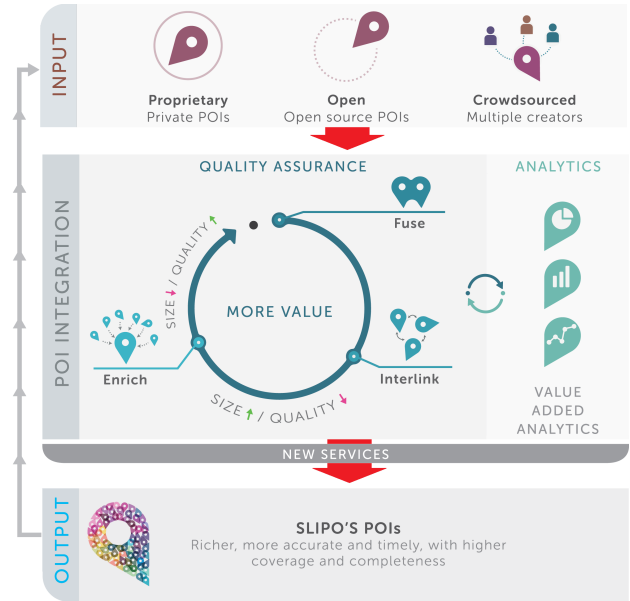 INPUT
Proprietary
Private POIs
Open
Open source POIs
Crowdsourced
Multiple creators
POI INTEGRATION
QUALITY ASSURANCE
Fuse
SIZE / QUALITY
MORE VALUE
Enrich
Interlink
SIZE / QUALITY
ANALYTICS
VALUE
ADDED
ANALYTICS
NEW SERVICES
OUTPUT
SLIPO'S POIs
Richer, more accurate and timely, with higher
coverage and completeness